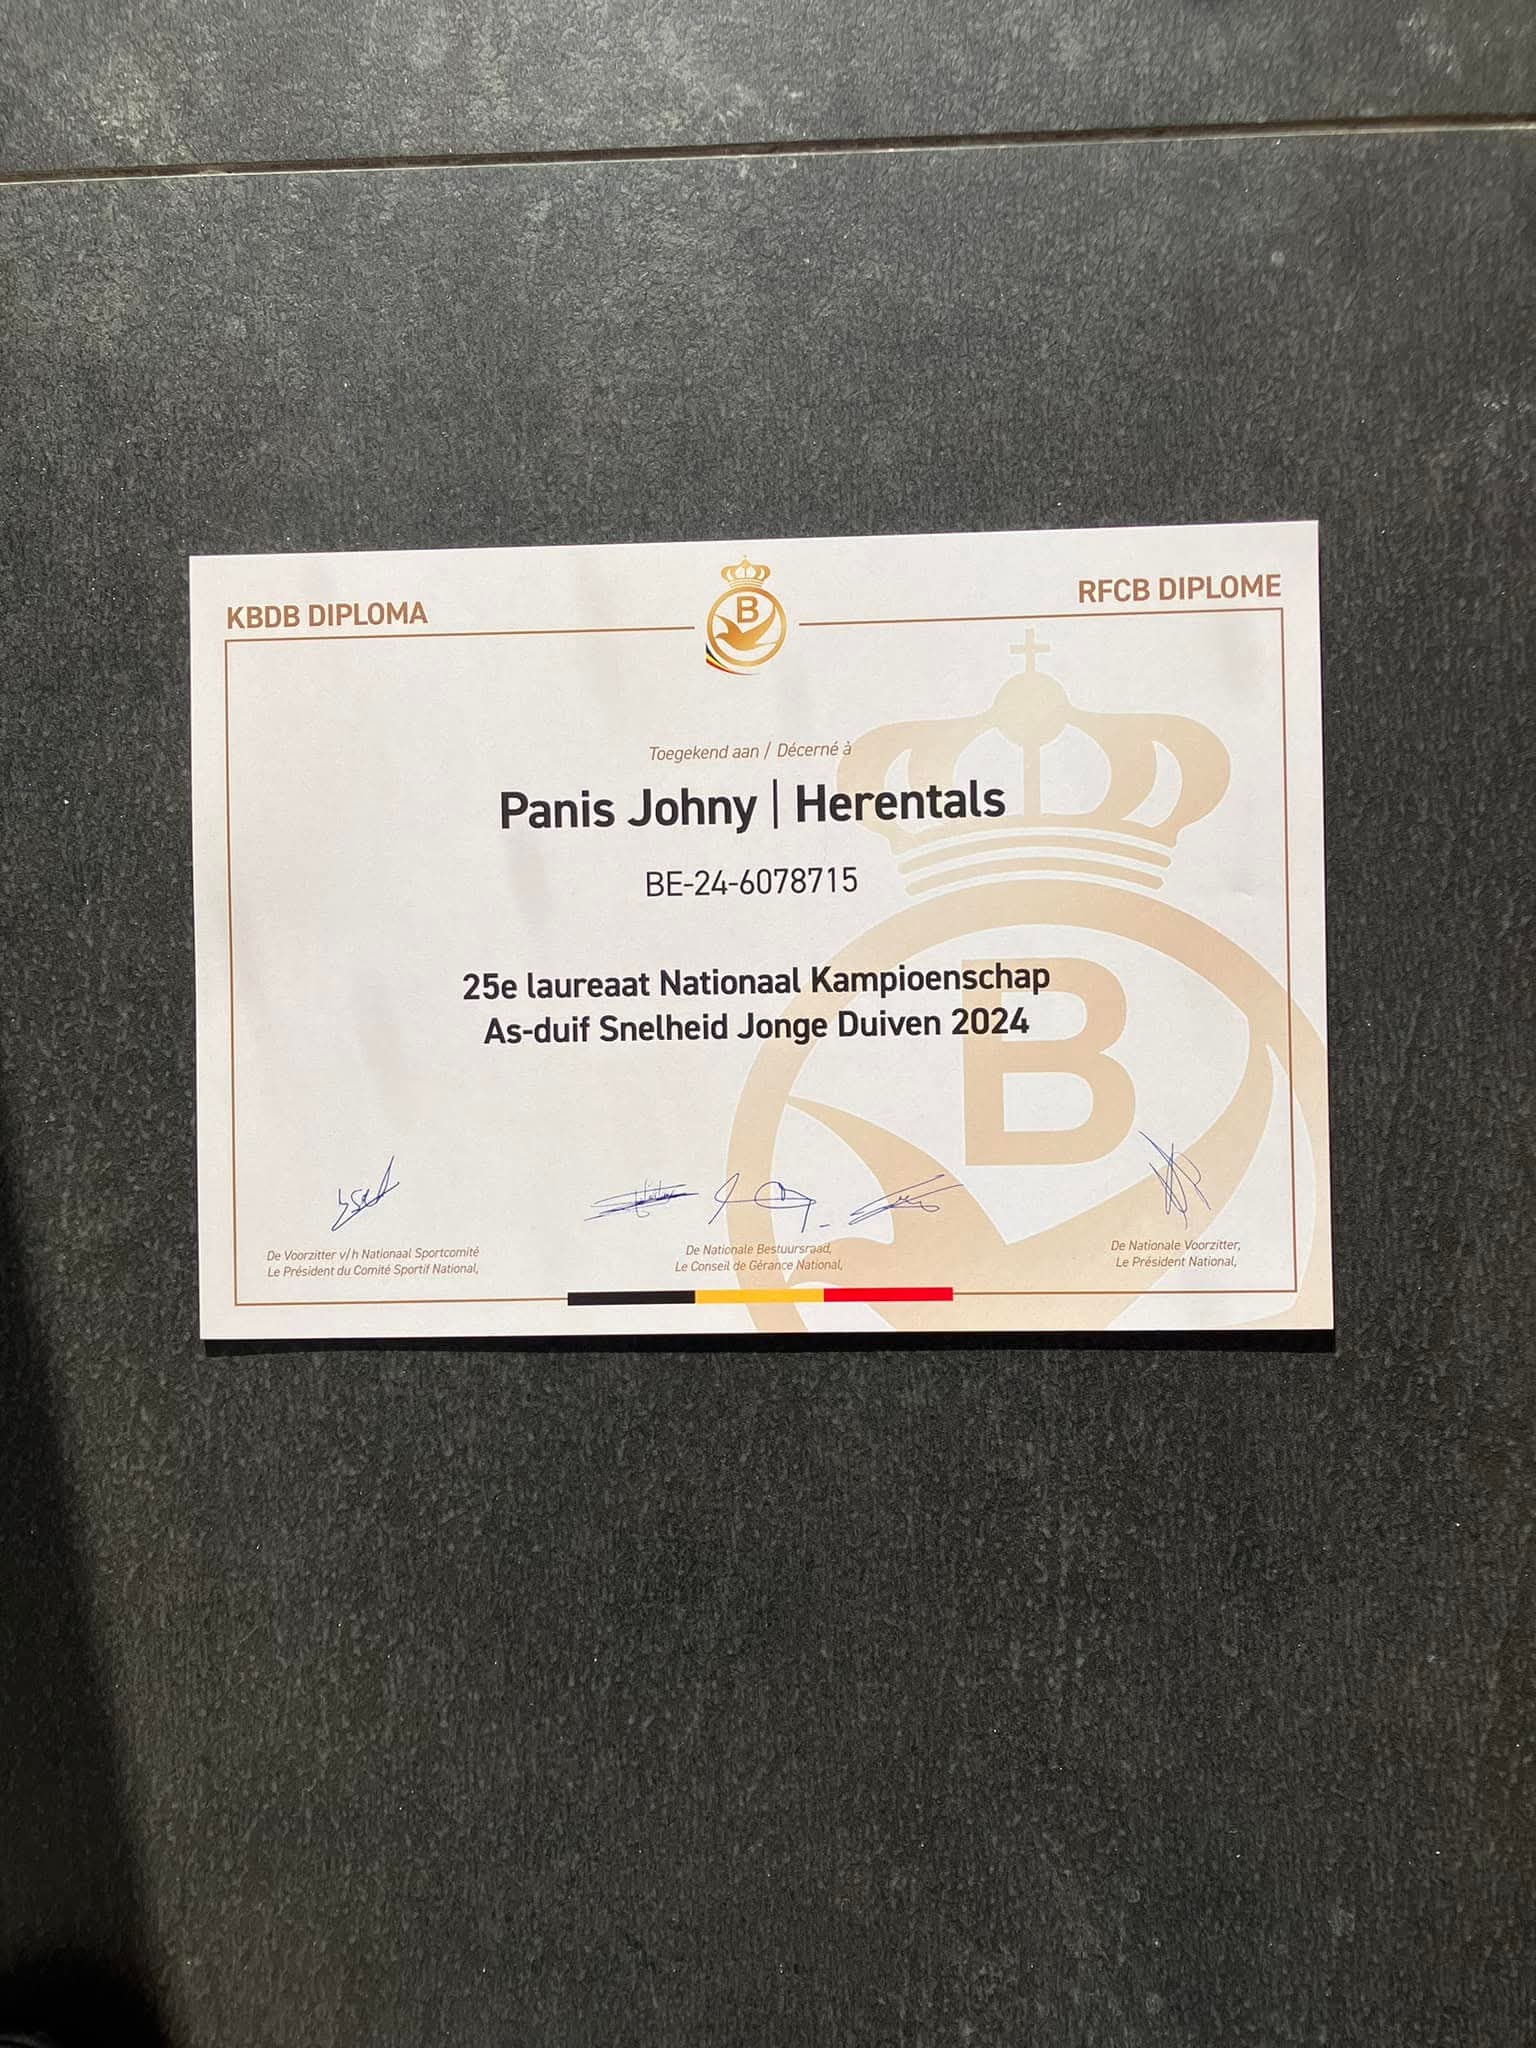 KBDB DIPLOMA
B
RFCB DIPLOME
Toegekend aan / Décerné à
Panis Johny | Herentals
BE-24-6078715
25e laureaat Nationaal Kampioenschap
As-duif Snelheid Jonge Duiven 2024
B
De Voorzitter v/h Nationaal Sportcomité
Le Président du Comité Sportif National,
De Nationale Bestuursraad,
Le Conseil de Gérance National,
De Nationale Voorzitter,
Le Président National,